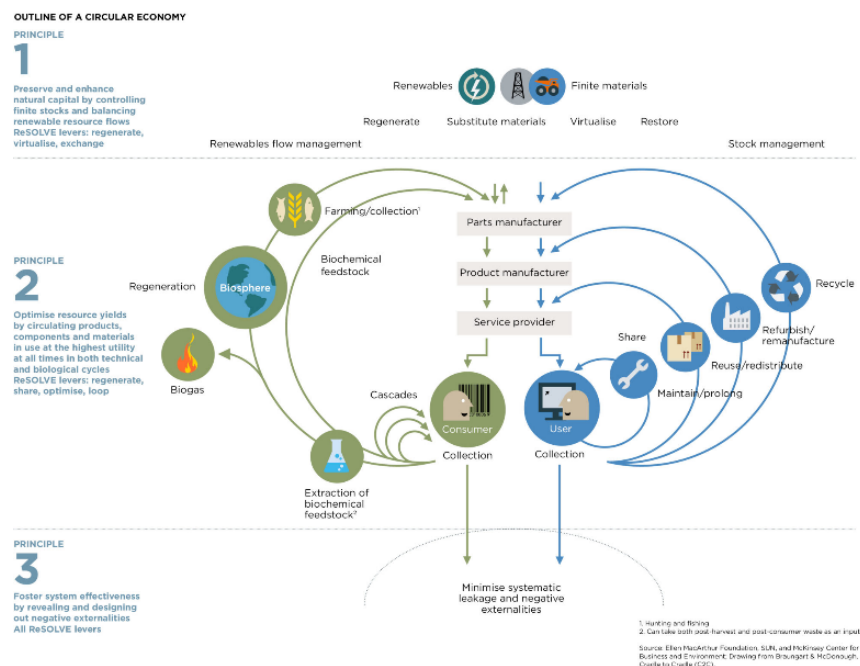 OUTLINE OF A CIRCULAR ECONOMY
PRINCIPLE
1
Preserve and enhance
natural capital by controlling
finite stocks and balancing
renewable resource flows
ReSOLVE levers: regenerate,
virtualise, exchange
Renewables
Finite materials
Regenerate
Substitute materials
Virtualise
Restore
Renewables flow management
Stock management
PRINCIPLE
2
Optimise resource yields
by circulating products,
components and materials
in use at the highest utility
at all times in both technical
and biological cycles
ReSOLVE levers: regenerate,
share, optimise, loop
Farming/collection¹
Parts manufacturer
Biochemical
feedstock
Regeneration
Biosphere
Product manufacturer
Recycle
Service provider
Share
Refurbish/
remanufacture
Reuse/redistribute
Biogas
Cascades
Maintain/prolong
Consumer
User
Collection
Collection
Extraction of
biochemical
feedstock²
PRINCIPLE
3
Foster system effectiveness
by revealing and designing
out negative externalities
All ReSOLVE levers
Minimise systematic
leakage and negative
externalities
1. Hunting and fishing
2. Can take both post-harvest and post-consumer waste as an input
Source: Ellen MacArthur Foundation, SUN, and McKinsey Center for
Business and Environment; Drawing from Braungart & McDonough,
Cradle to Cradle (C2C).